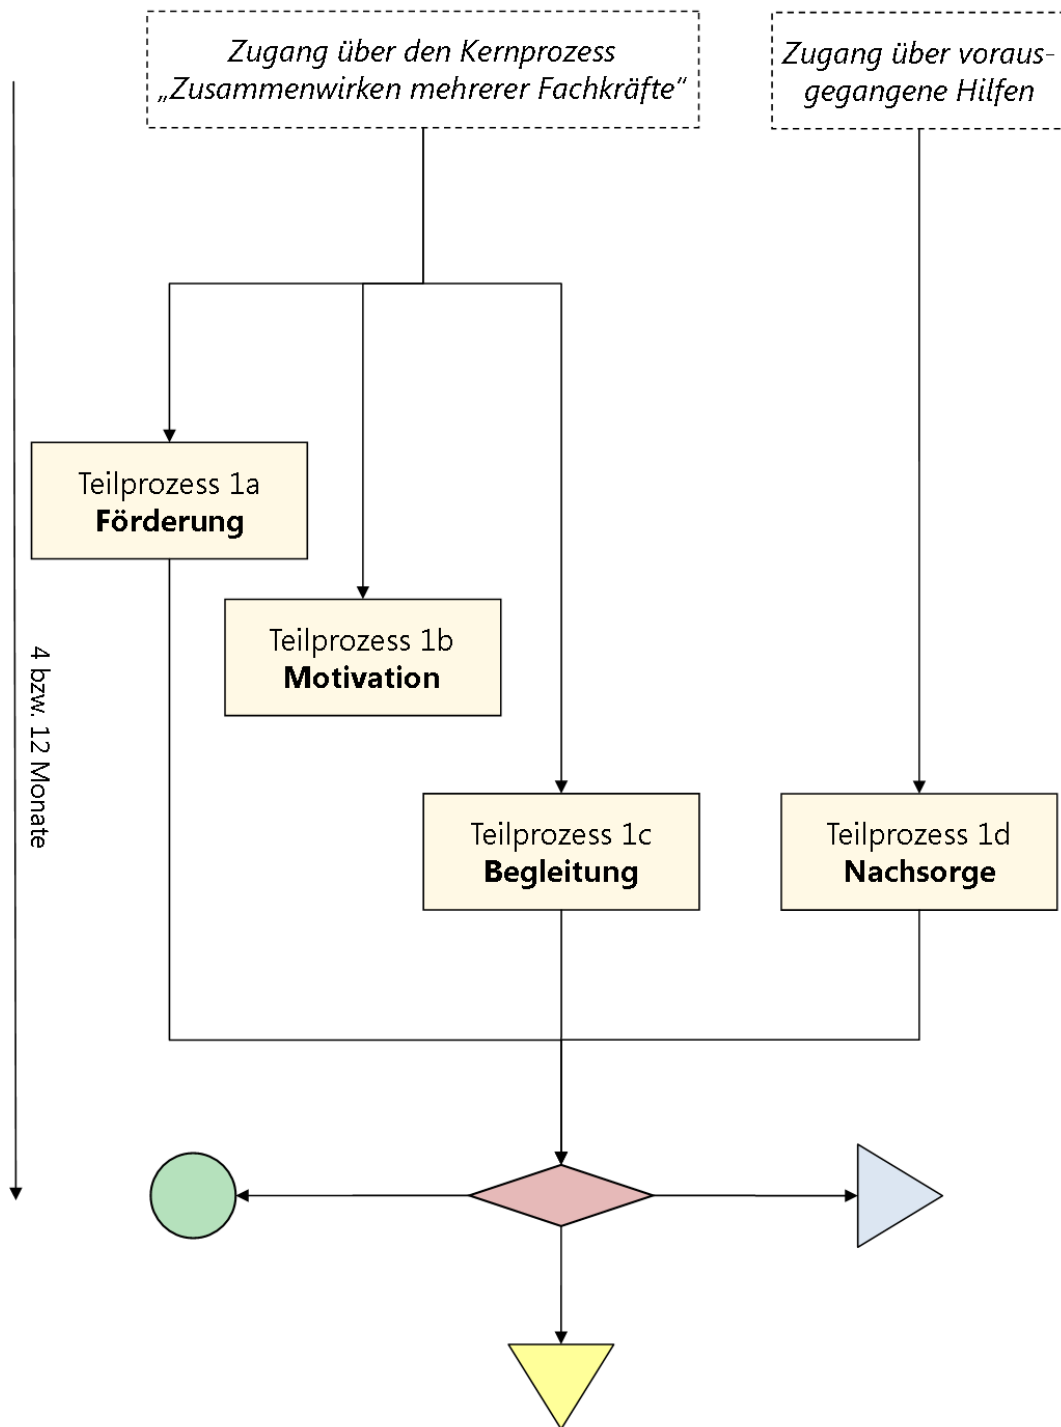 Zugang über den Kernprozess
„Zusammenwirken mehrerer Fachkräfte“
Zugang über voraus-
gegangene Hilfen
Teilprozess 1a
Förderung
Teilprozess 1b
Motivation
4 bzw. 12 Monate
Teilprozess 1c
Begleitung
Teilprozess 1d
Nachsorge